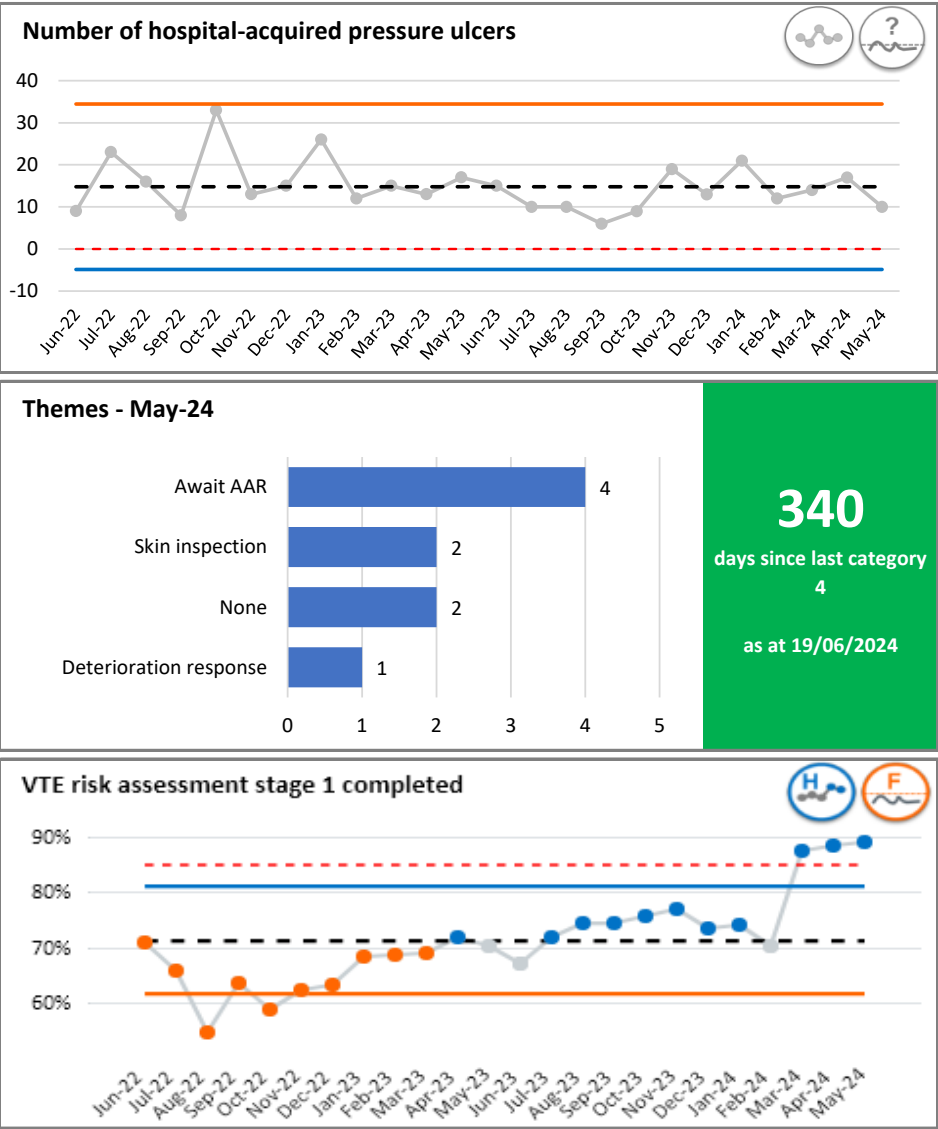 Number of hospital-acquired pressure ulcers
?
40
30
20
10
0
-10
Jun-22
Jul-22
Aug-22
Sep-22
Oct-22
Nov-22
Dec-22
Jan-23
Feb-23
Mar-23
Apr-23
May-23
Jun-23
Jul-23
Aug-23
Sep-23
Oct-23
Nov-23
Dec-23
Jan-24
Feb-24
Mar-24
Apr-24
May-24
Themes - May-24
Await AAR
4
Skin inspection
2
None
2
Deterioration response
1
0 1 2 3 4 5
340
days since last category
4
as at 19/06/2024
VTE risk assessment stage 1 completed
H
F
90%
80%
70%
60%
Jun-22
Jul-22
Aug-22
Sep-22
Oct-22
Nov-22
Dec-22
Jan-23
Feb-23
Mar-23
Apr-23
May-23
Jun-23
Jul-23
Aug-23
Sep-23
Oct-23
Nov-23
Dec-23
Jan-24
Feb-24
Mar-24
Apr-24
May-24